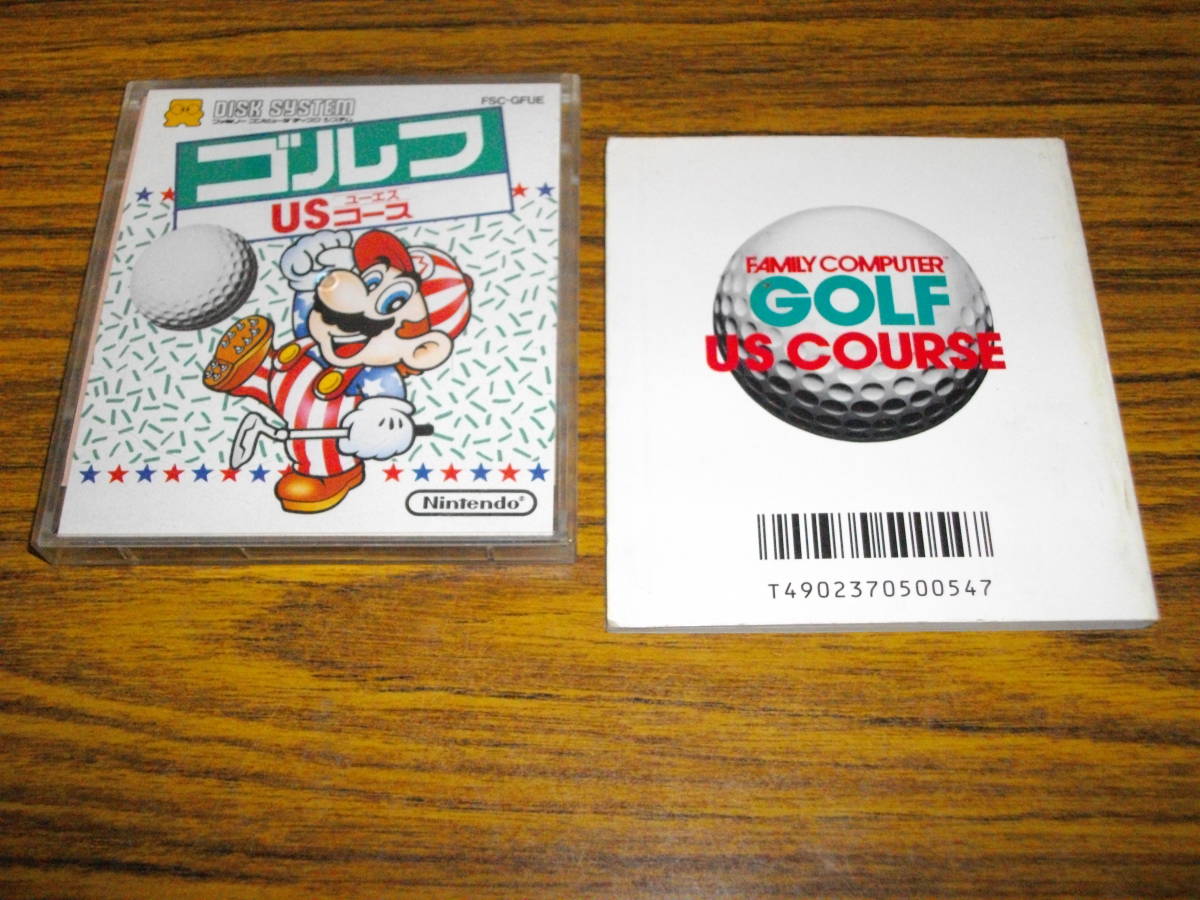 DISK SYSTEM
FSC-GFUE
ファミリー コンピュータ ディスク システム
ゴルフ
ユーエス
USコース
M
Nintendo®
FAMILY COMPUTER™
GOLF
US COURSE
T4902370500547